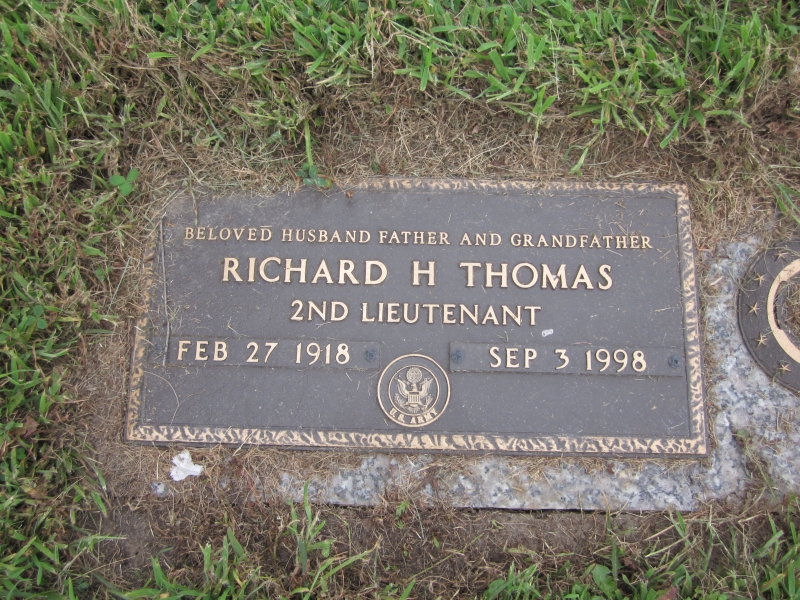 BELOVED HUSBAND FATHER AND GRANDFATHER
RICHARD H THOMAS
2ND LIEUTENANT
FEB 27 1918 SEP 3 1998
U.S. ARMY